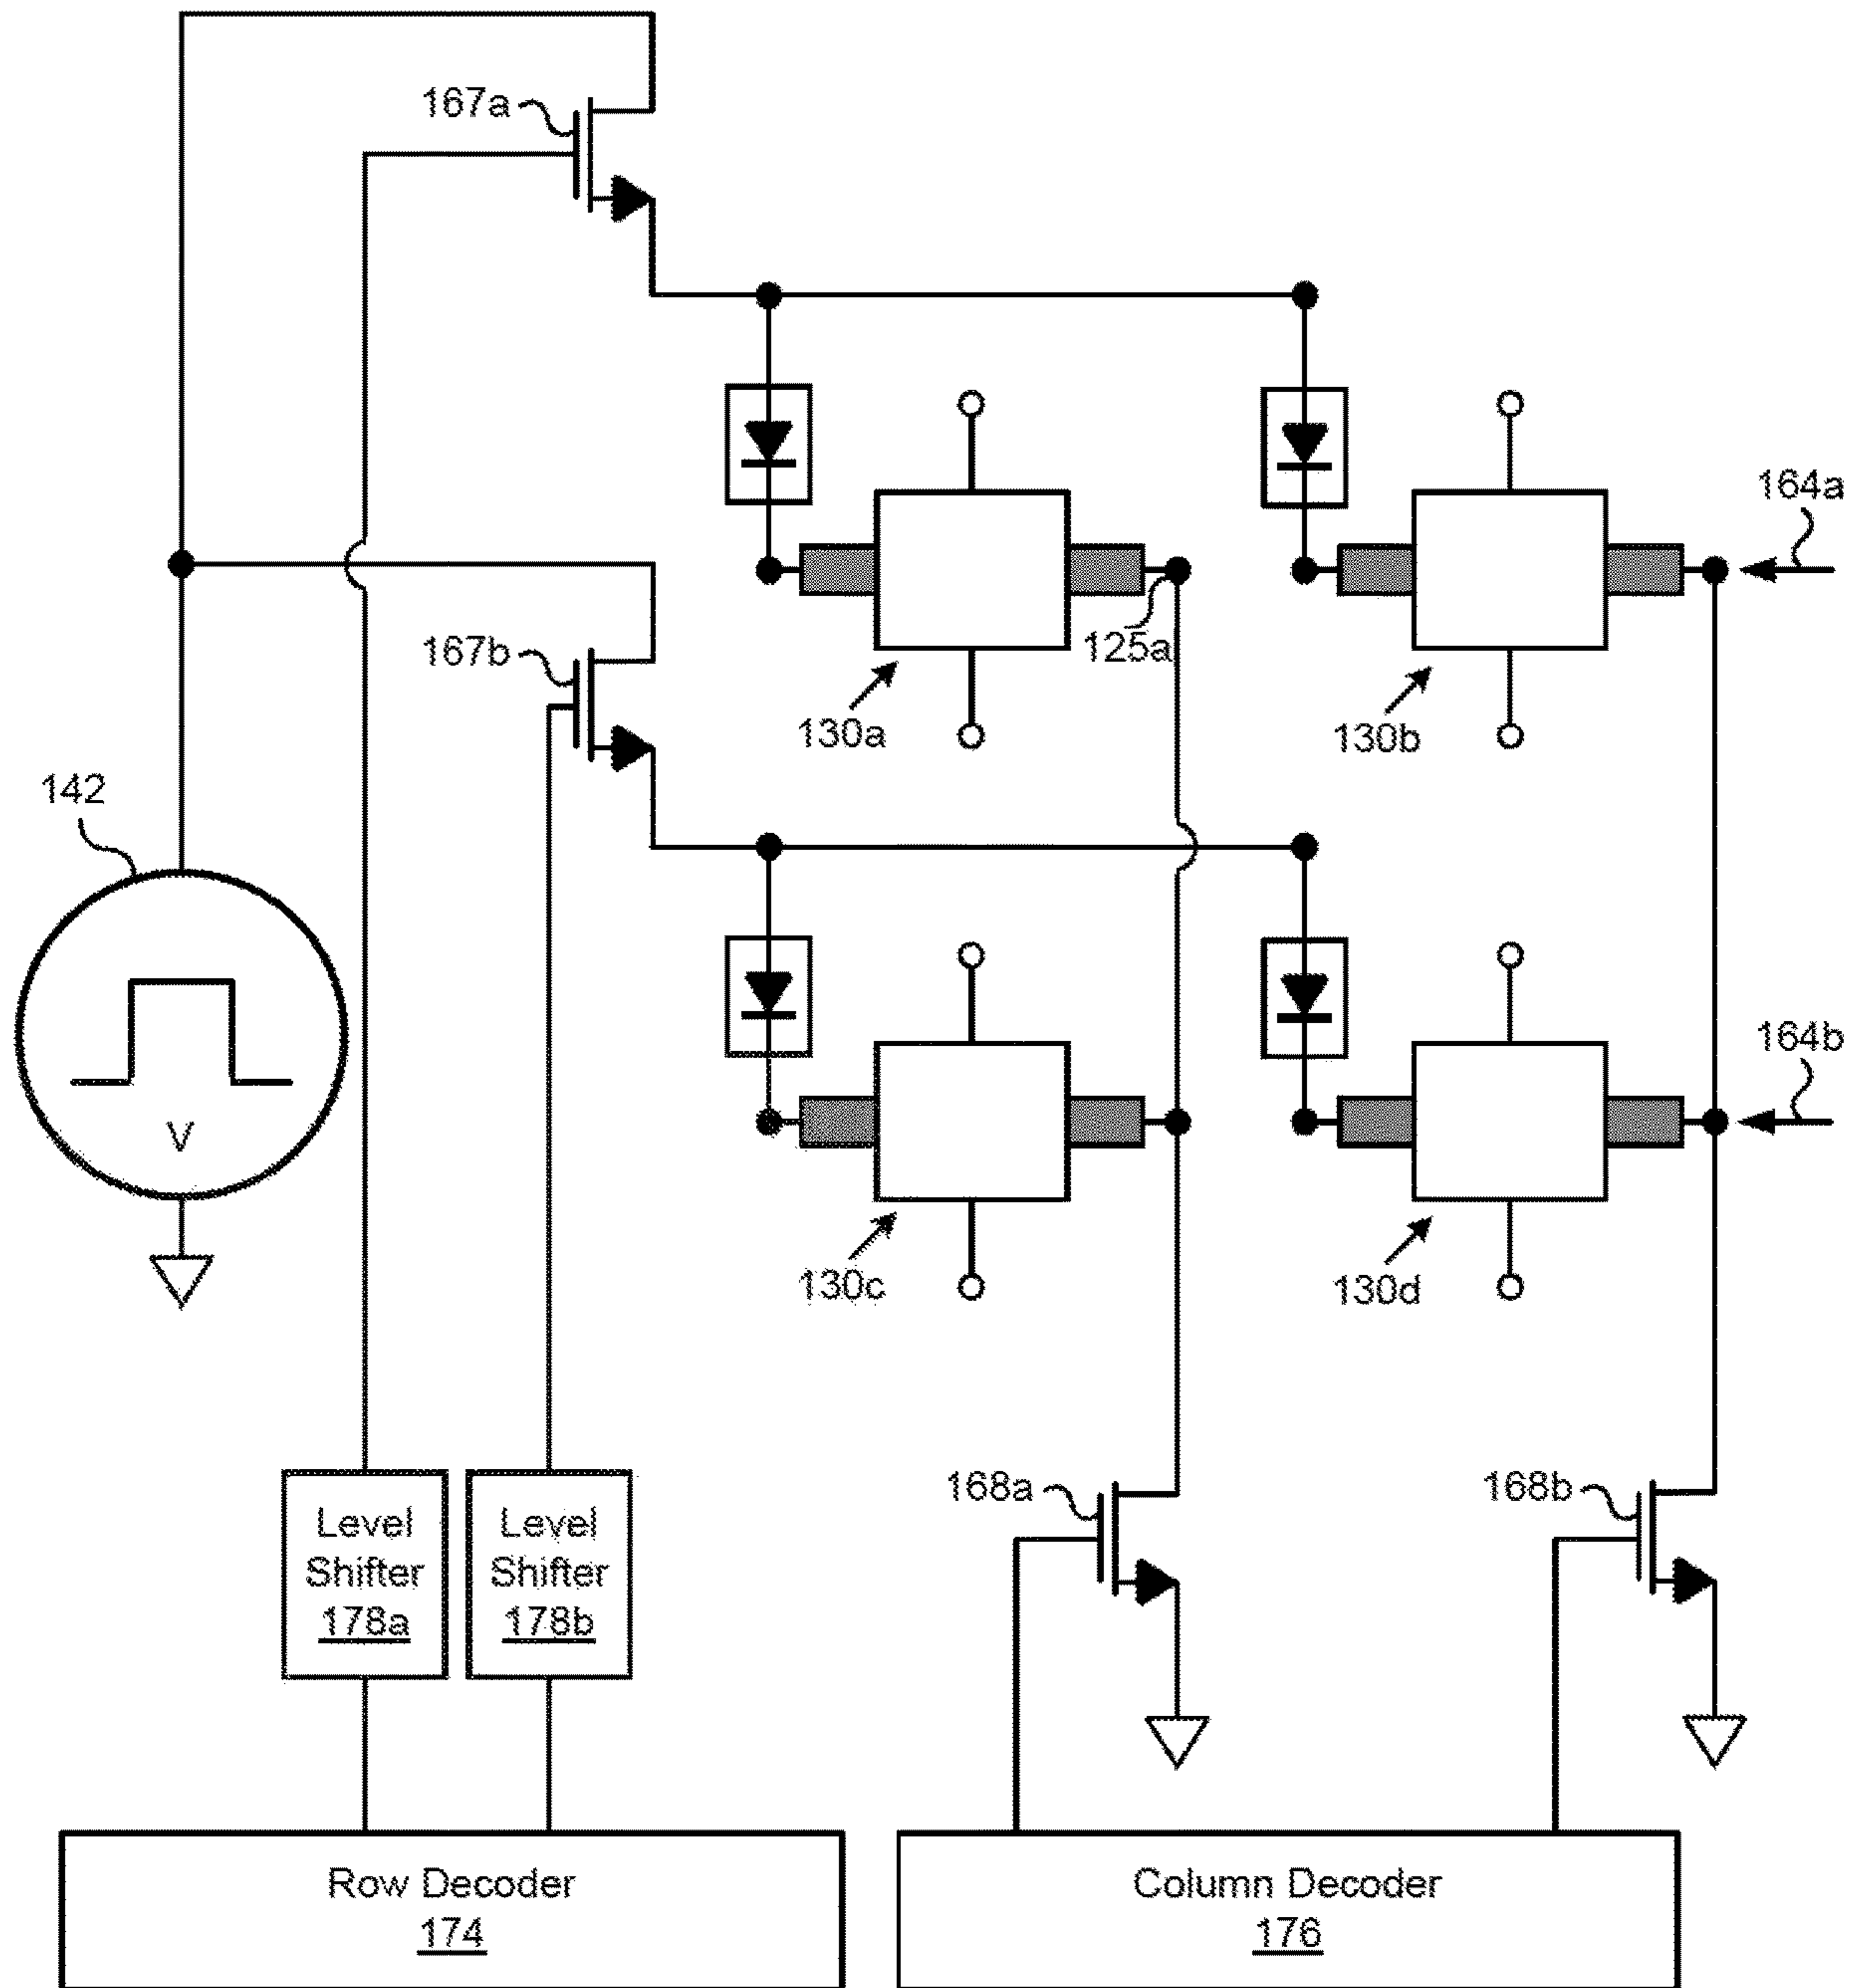 167a
164a
125a
167b
130a
130b
142
V
164b
130c
130d
168a
168b
Level
Shifter
178a
Level
Shifter
178b
Row Decoder
174
Column Decoder
176